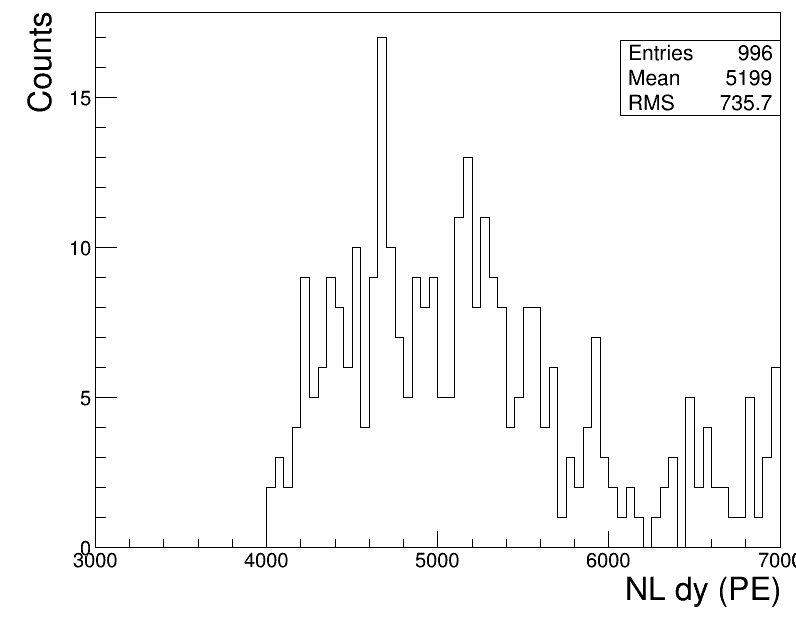 Counts
Entries 996
Mean 5199
RMS 735.7
15
10
5
0
3000 4000 5000 6000 7000
NL dy (PE)